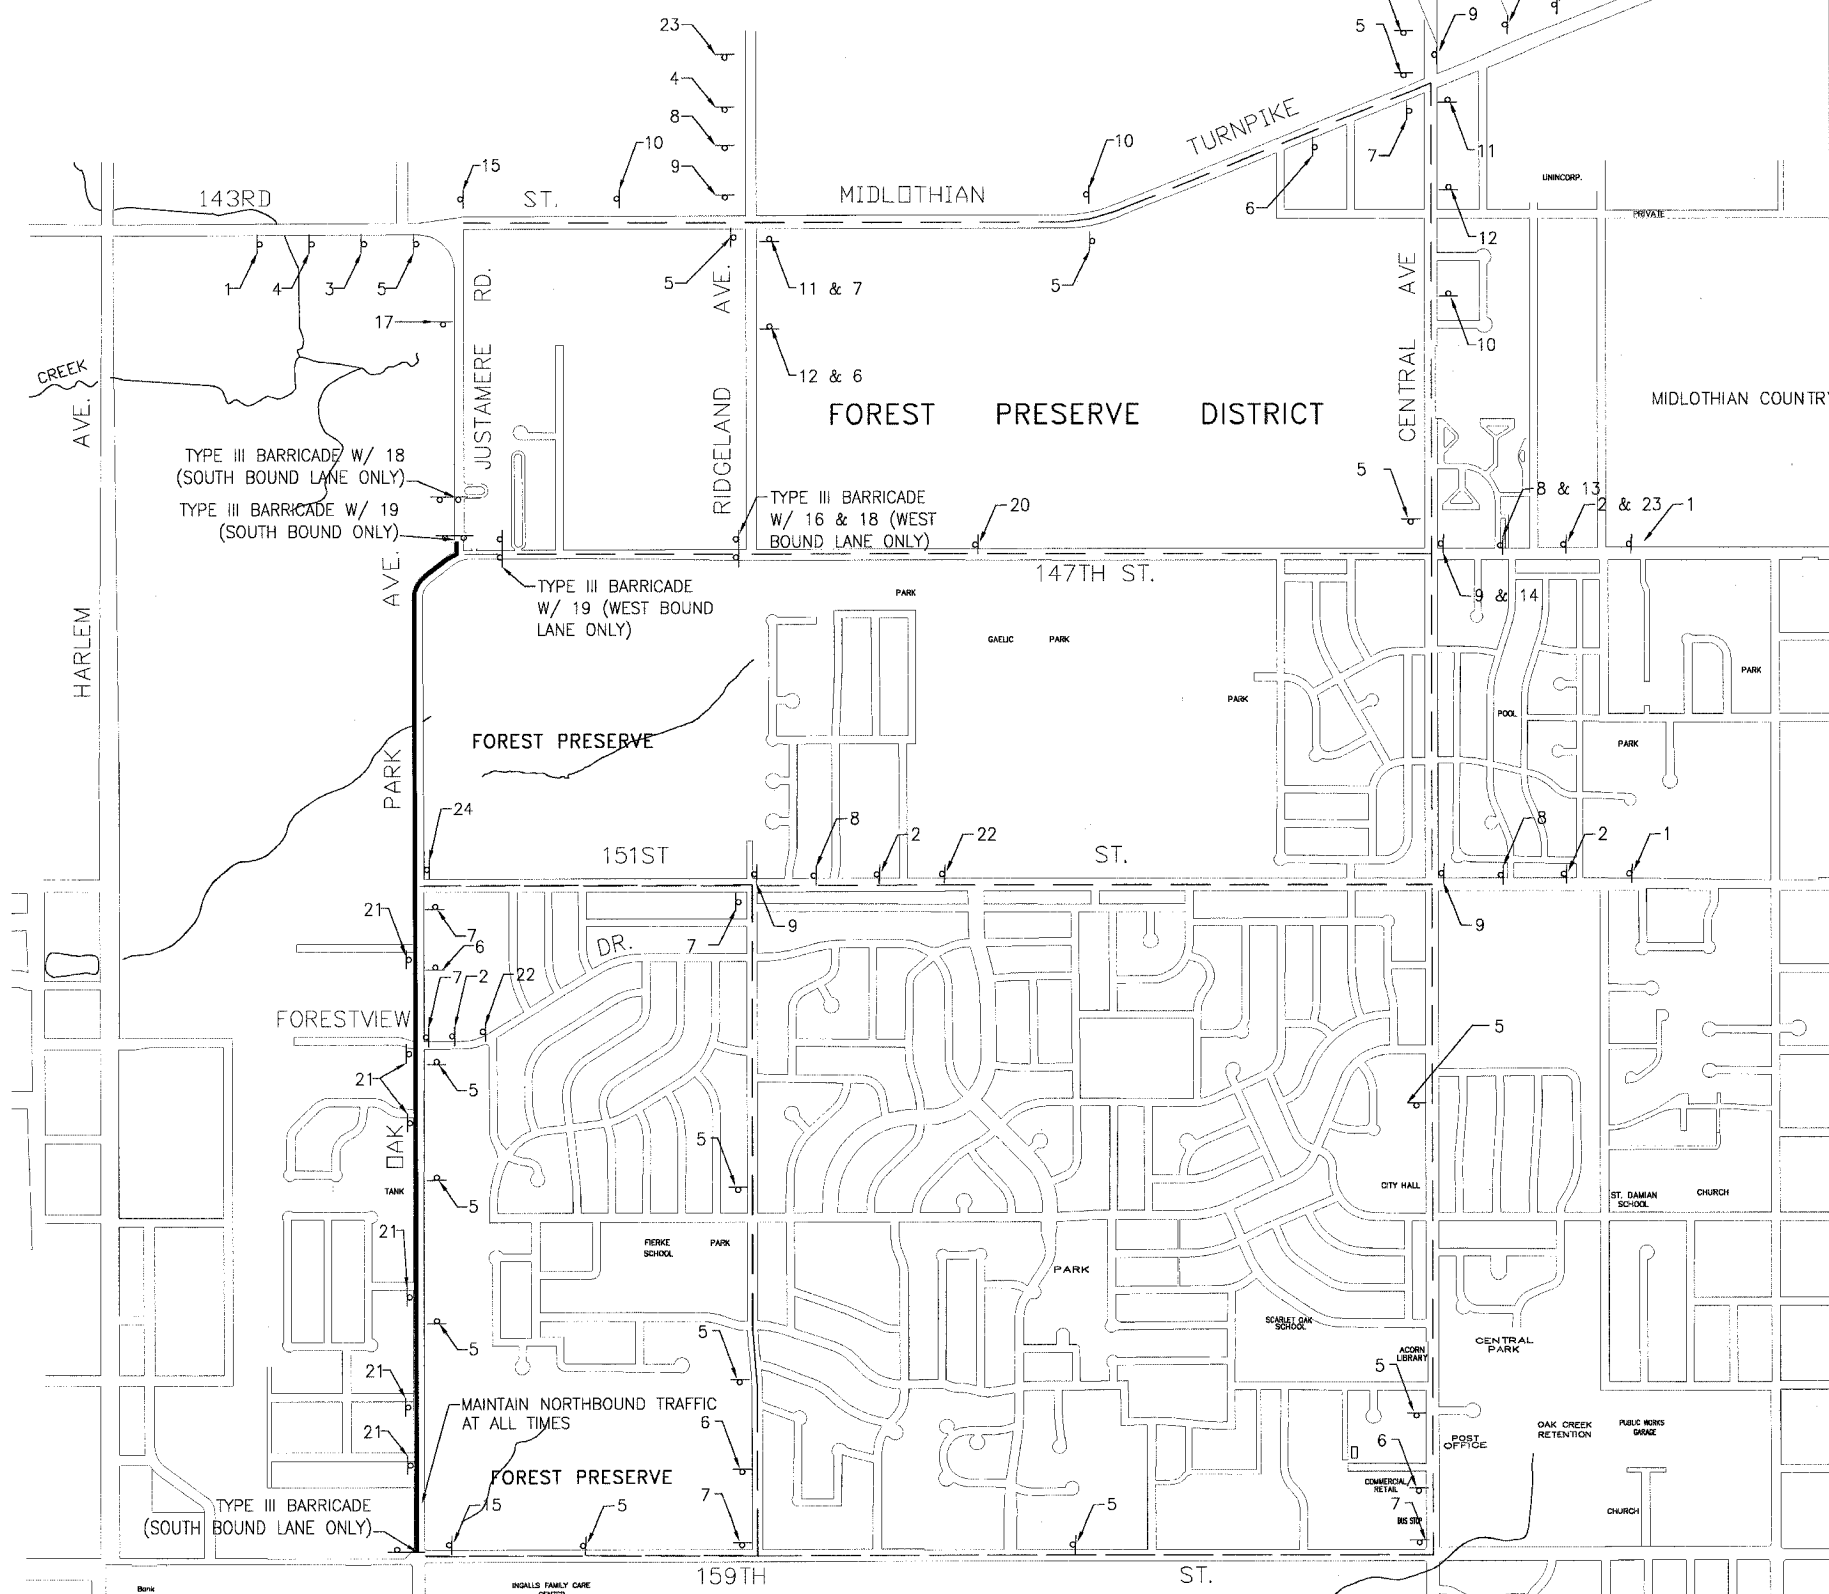 23
4
8
9
5
5
9
7
11
6
12
10
15
10
10
143RD
ST.
MIDLOTHIAN
TURNPIKE
UNINCORP.
PRIVATE
1
4
3
5
17
5
11 & 7
12 & 6
5
CREEK
HARLEM
AVE.
JUSTAMERE
RD.
RIDGELAND
AVE.
CENTRAL
AVE
FOREST PRESERVE DISTRICT
MIDLOTHIAN COUNTRY
TYPE III BARRICADE W/ 18
(SOUTH BOUND LANE ONLY)
TYPE III BARRICADE W/ 19
(SOUTH BOUND ONLY)
TYPE III BARRICADE
W/ 16 & 18 (WEST
BOUND LANE ONLY)
20
5
8 & 13
2 & 23
1
9 & 14
147TH ST.
TYPE III BARRICADE
W/ 19 (WEST BOUND
LANE ONLY)
PARK
GAELIC PARK
PARK
PARK
POOL
PARK
OAK
PARK
AVE.
FOREST PRESERVE
24
151ST
ST.
8
2
22
8
2
1
21
7
6
7
2
22
DR.
7
9
9
FORESTVIEW
21
5
5
5
TANK
5
CITY HALL
ST. DAMIAN
SCHOOL
CHURCH
21
FIERKE
SCHOOL
PARK
PARK
5
5
SCARLET OAK
SCHOOL
ACORN
LIBRARY
5
CENTRAL
PARK
21
21
MAINTAIN NORTHBOUND TRAFFIC
AT ALL TIMES
6
FOREST PRESERVE
6
POST
OFFICE
OAK CREEK
RETENTION
PUBLIC WORKS
GARAGE
COMMERCIAL/
RETAIL
CHURCH
TYPE III BARRICADE
(SOUTH BOUND LANE ONLY)
15
5
7
5
7
BUS STOP
159TH
ST.
Bank
INGALLS FAMILY CARE
CENTER